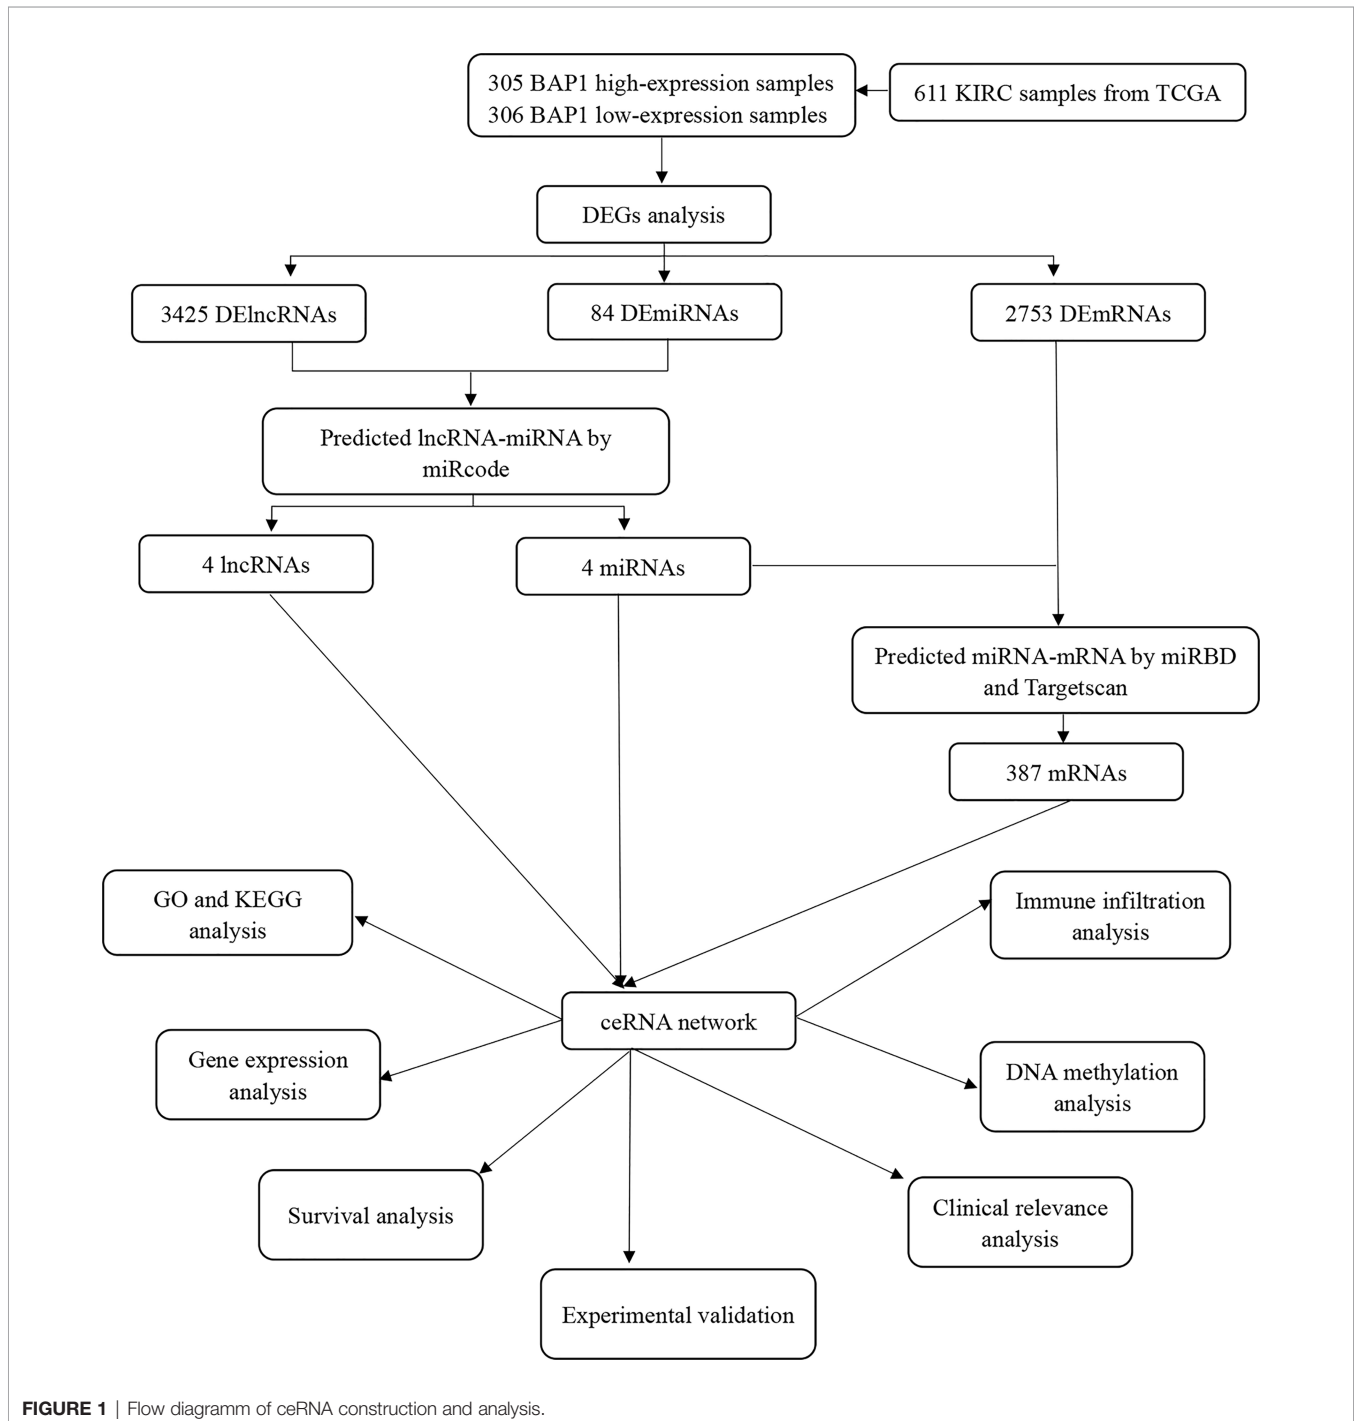 305 BAP1 high-expression samples
306 BAP1 low-expression samples
611 KIRC samples from TCGA
DEGs analysis
3425 DElncRNAs
84 DEmiRNAs
2753 DEmRNAs
Predicted lncRNA-miRNA by
miRcode
4 lncRNAs
4 miRNAs
Predicted miRNA-mRNA by miRBD
and Targetscan
387 mRNAs
GO and KEGG
analysis
Immune infiltration
analysis
ceRNA network
Gene expression
analysis
DNA methylation
analysis
Survival analysis
Clinical relevance
analysis
Experimental validation
FIGURE 1 | Flow diagramm of ceRNA construction and analysis.